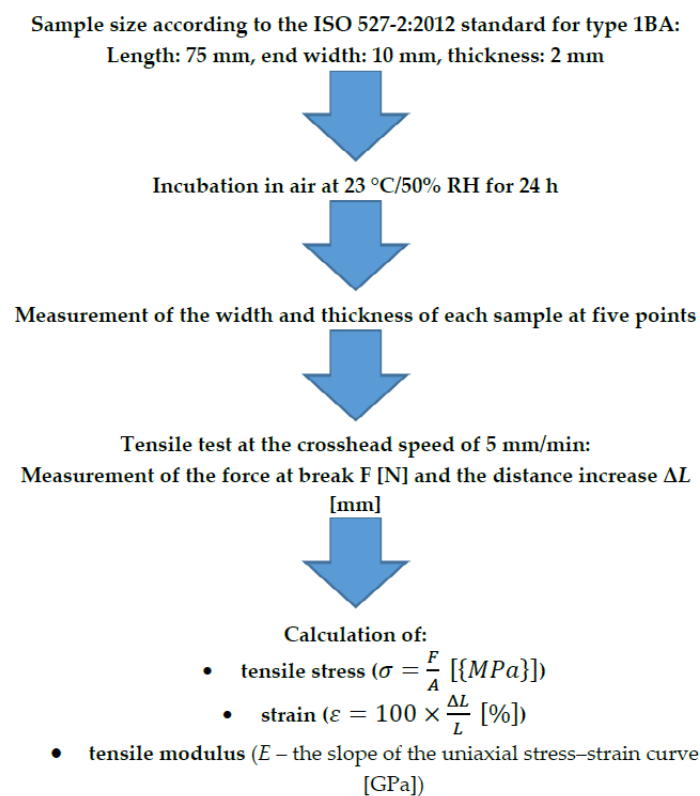 Sample size according to the ISO 527-2:2012 standard for type 1BA:
Length: 75 mm, end width: 10 mm, thickness: 2 mm
Incubation in air at 23 °C/50% RH for 24 h
Measurement of the width and thickness of each sample at five points
Tensile test at the crosshead speed of 5 mm/min:
Measurement of the force at break F [N] and the distance increase ΔL
[mm]
Calculation of:
• tensile stress (σ = F/A [{MPa}])
• strain (ε = 100 × ΔL/L [%])
• tensile modulus (E – the slope of the uniaxial stress–strain curve
[GPa])